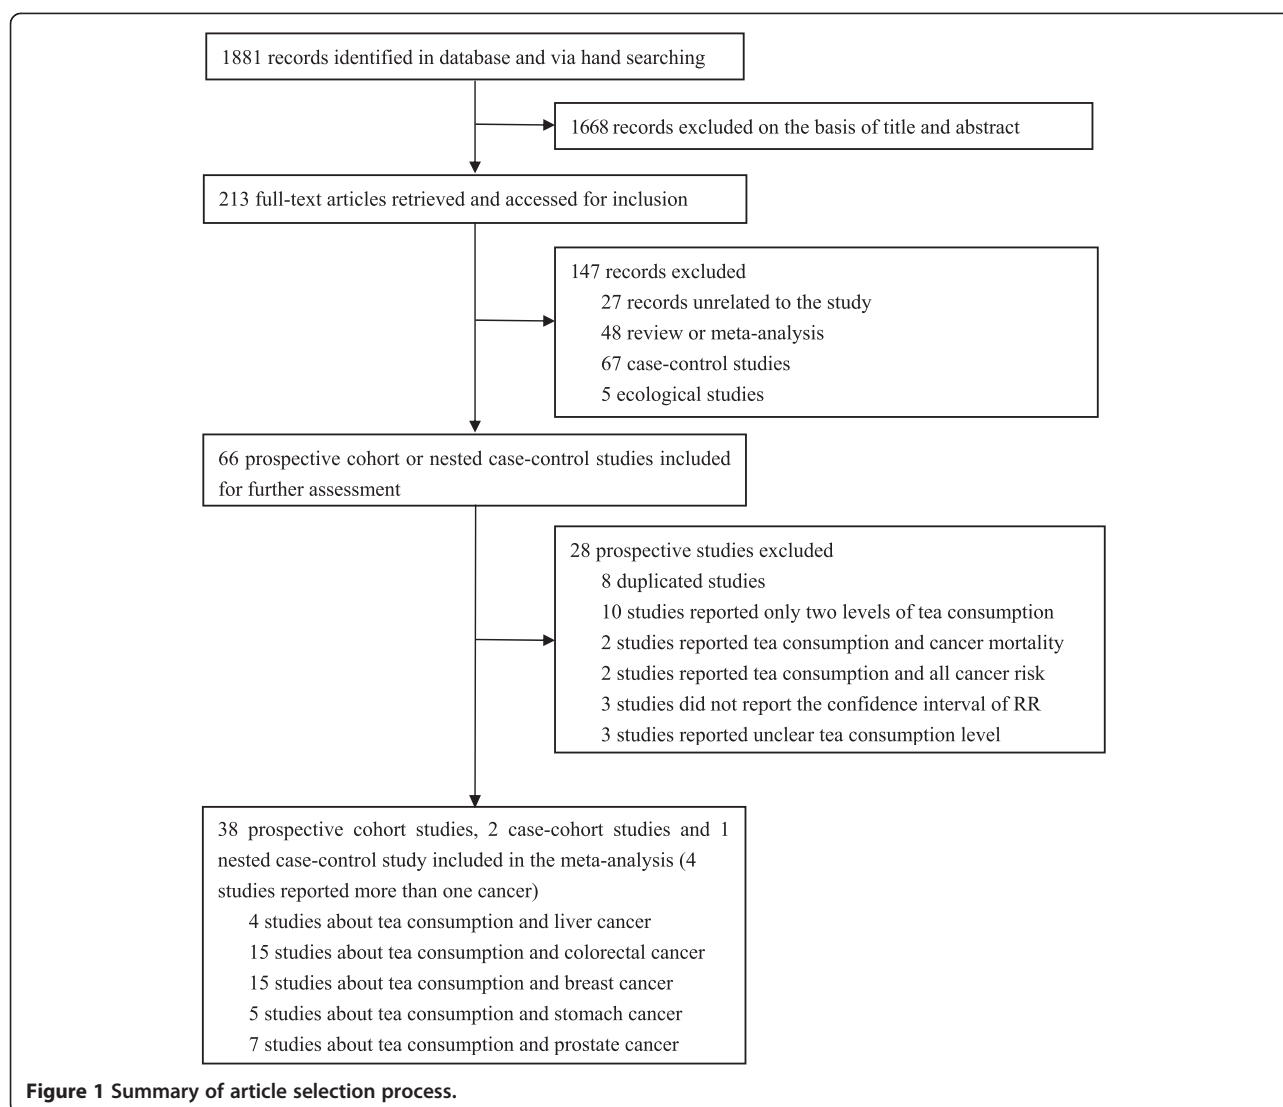 1881 records identified in database and via hand searching
1668 records excluded on the basis of title and abstract
213 full-text articles retrieved and accessed for inclusion
147 records excluded
27 records unrelated to the study
48 review or meta-analysis
67 case-control studies
5 ecological studies
66 prospective cohort or nested case-control studies included
for further assessment
28 prospective studies excluded
8 duplicated studies
10 studies reported only two levels of tea consumption
2 studies reported tea consumption and cancer mortality
2 studies reported tea consumption and all cancer risk
3 studies did not report the confidence interval of RR
3 studies reported unclear tea consumption level
38 prospective cohort studies, 2 case-cohort studies and 1
nested case-control study included in the meta-analysis (4
studies reported more than one cancer)
4 studies about tea consumption and liver cancer
15 studies about tea consumption and colorectal cancer
15 studies about tea consumption and breast cancer
5 studies about tea consumption and stomach cancer
7 studies about tea consumption and prostate cancer
Figure 1 Summary of article selection process.